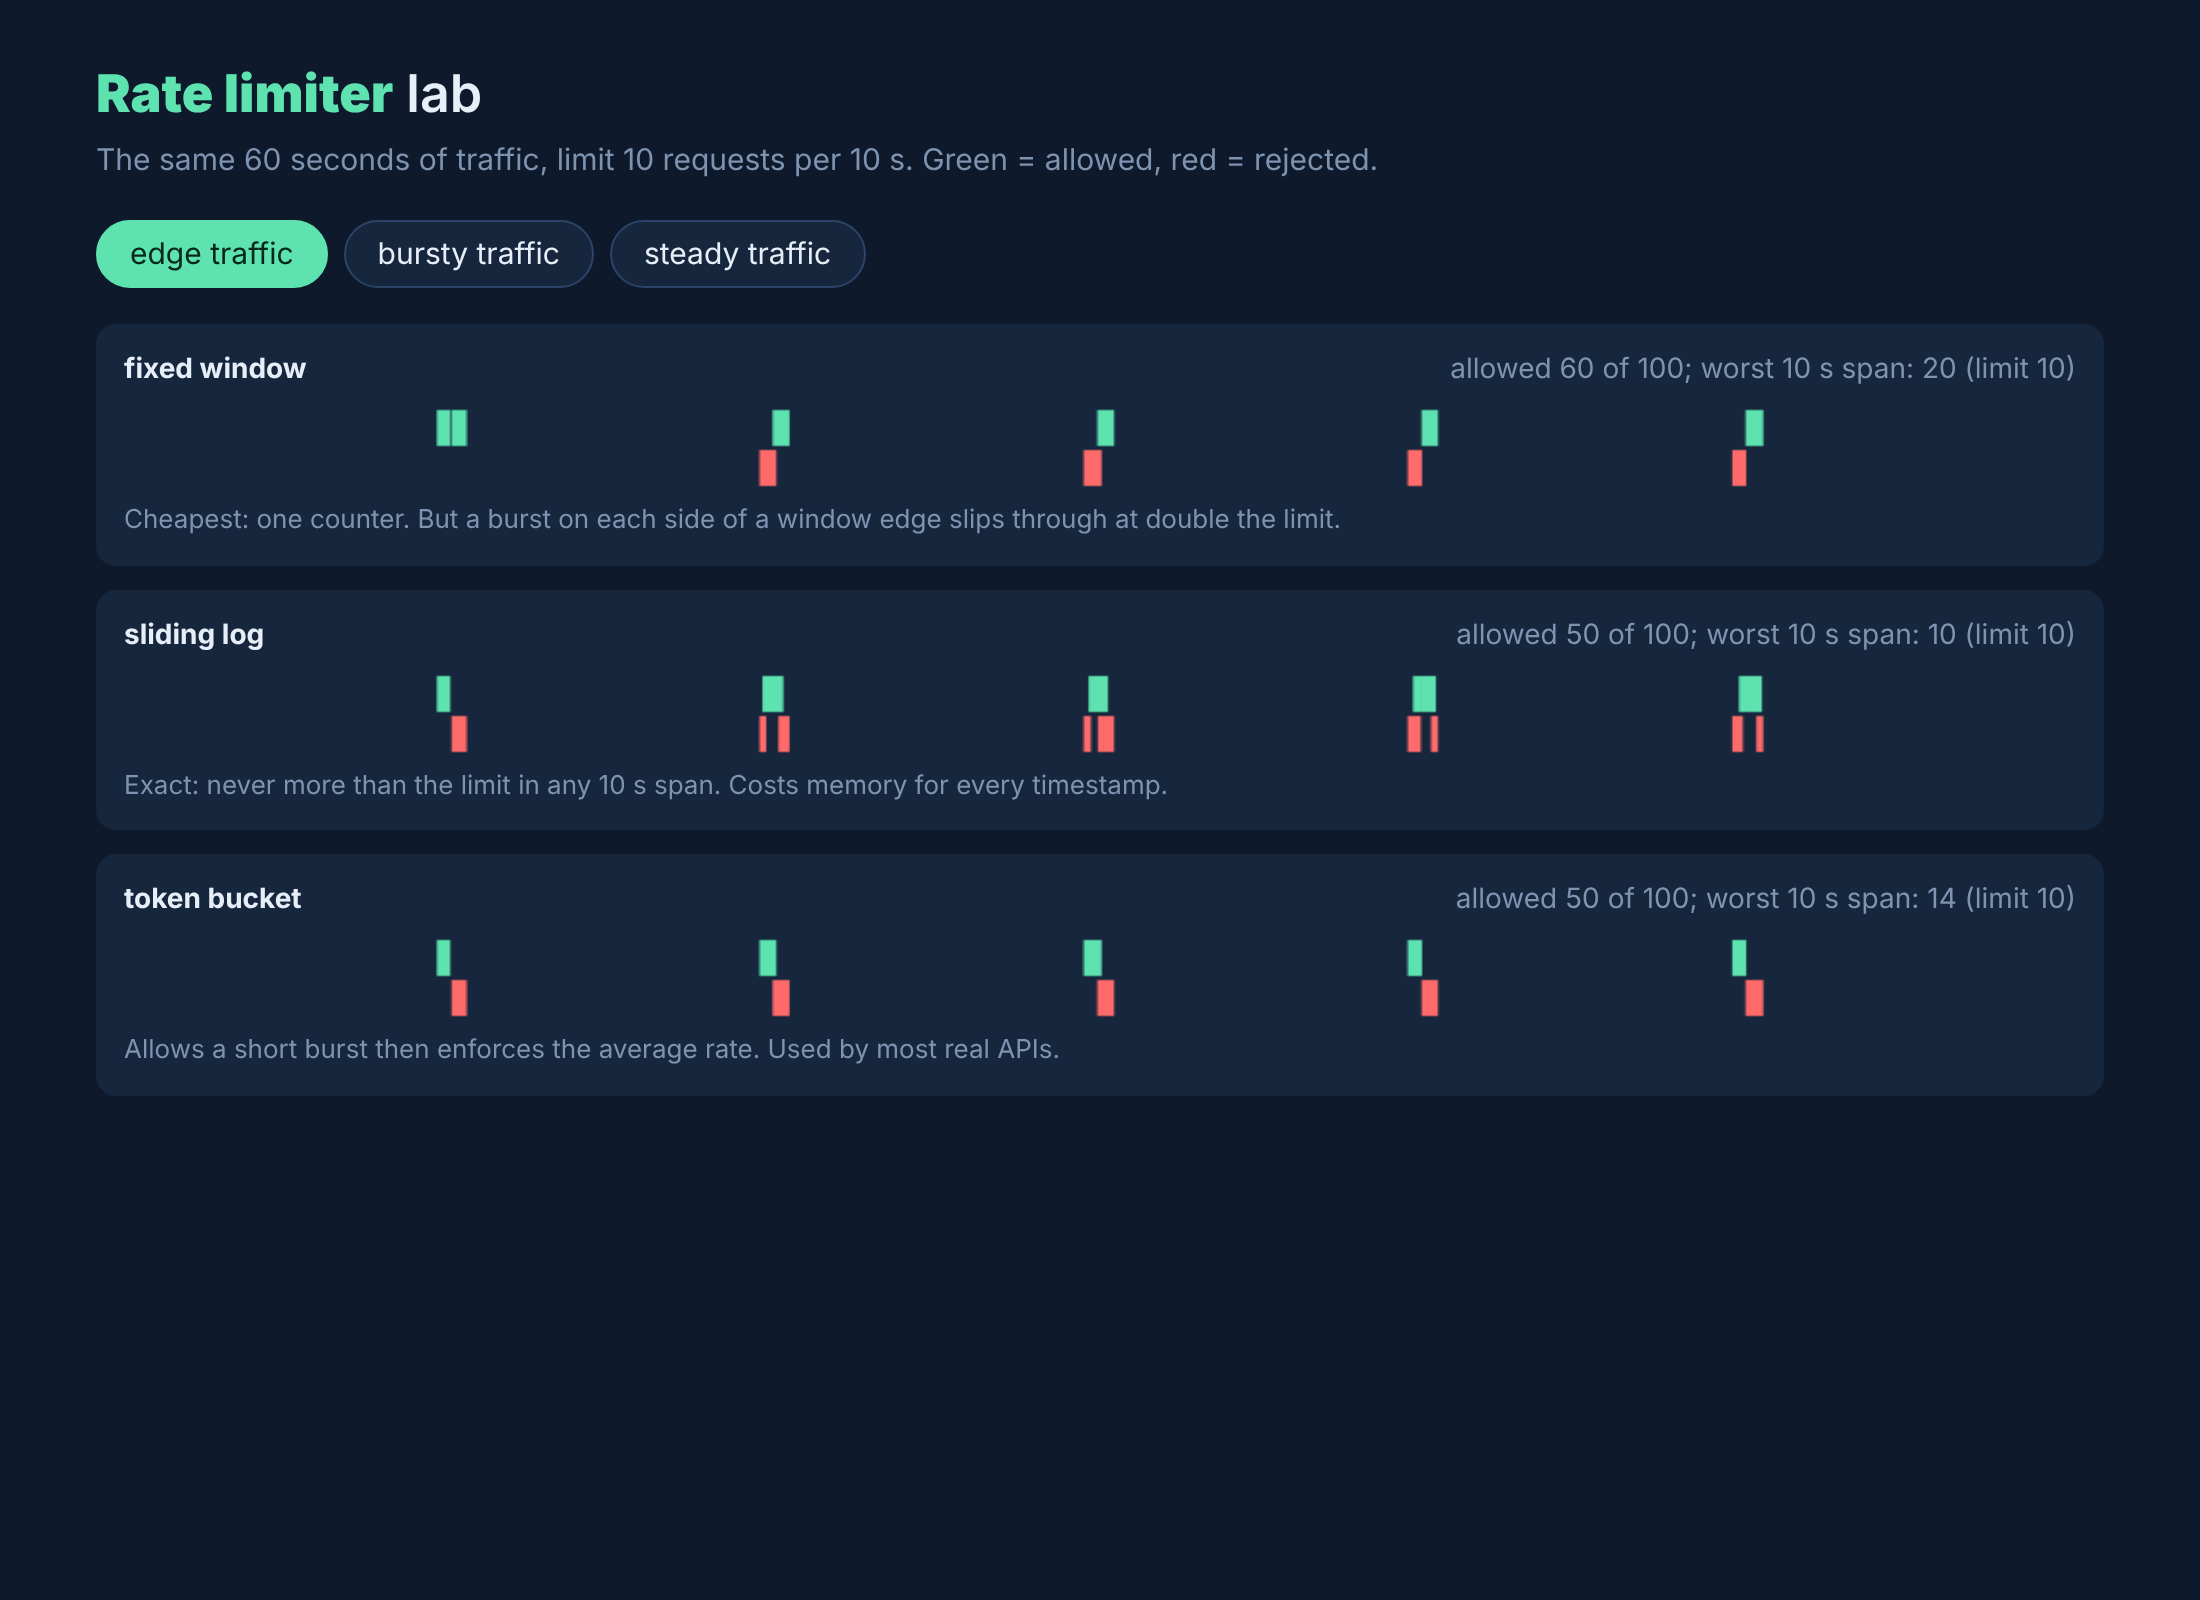 Rate limiter lab
The same 60 seconds of traffic, limit 10 requests per 10 s. Green = allowed, red = rejected.
edge traffic
bursty traffic
steady traffic
fixed window
allowed 60 of 100; worst 10 s span: 20 (limit 10)
Cheapest: one counter. But a burst on each side of a window edge slips through at double the limit.
sliding log
allowed 50 of 100; worst 10 s span: 10 (limit 10)
Exact: never more than the limit in any 10 s span. Costs memory for every timestamp.
token bucket
allowed 50 of 100; worst 10 s span: 14 (limit 10)
Allows a short burst then enforces the average rate. Used by most real APIs.